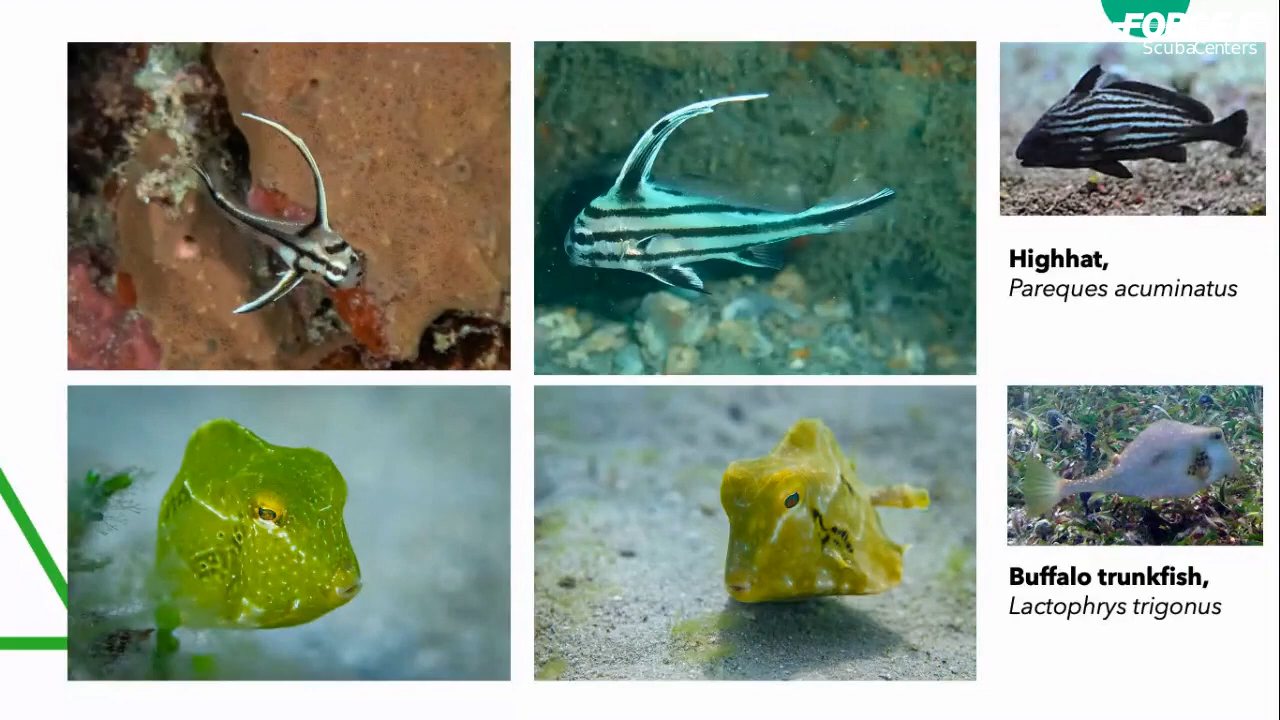 ScubaCenters
Highhat,
Pareques acuminatus
Buffalo trunkfish,
Lactophrys trigonus